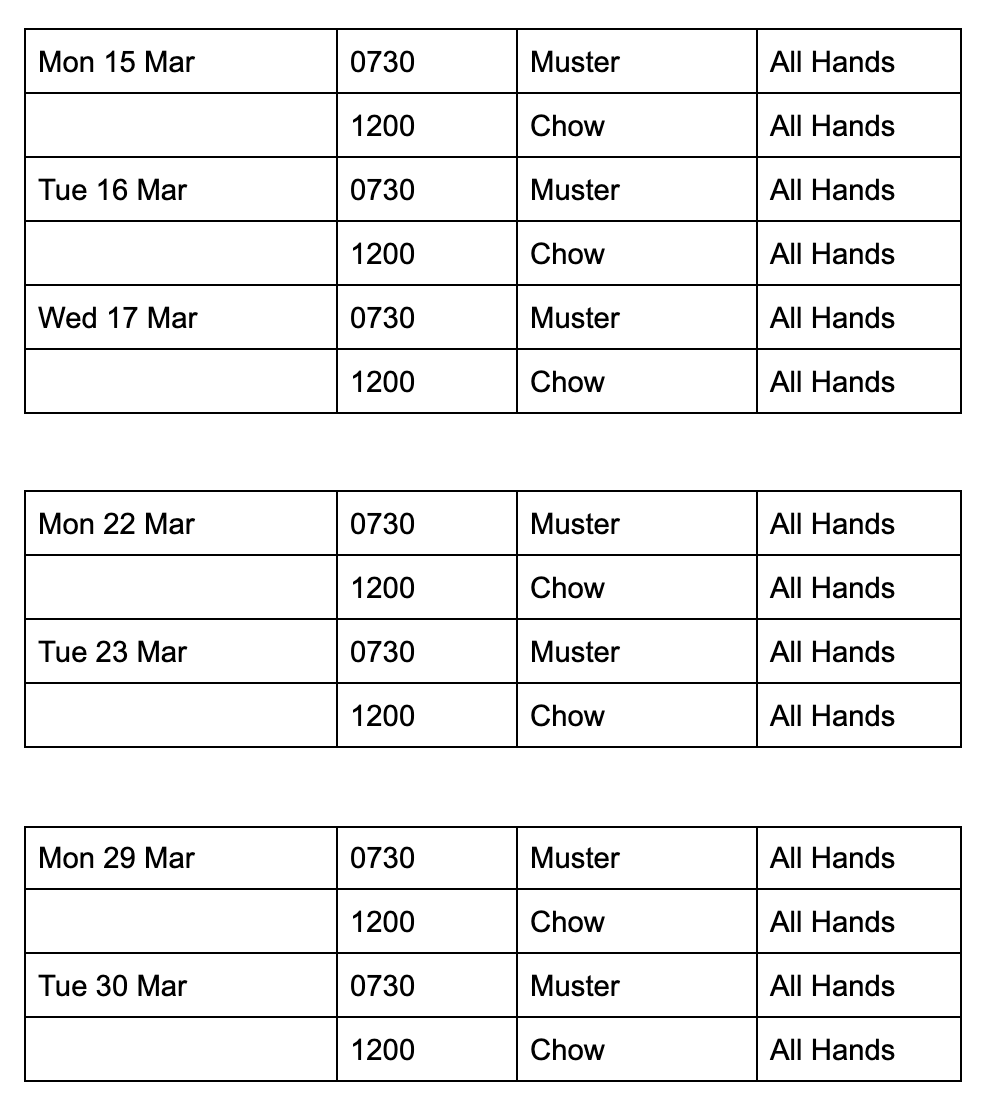 Mon 15 Mar 0730 Muster All Hands
1200 Chow All Hands
Tue 16 Mar 0730 Muster All Hands
1200 Chow All Hands
Wed 17 Mar 0730 Muster All Hands
1200 Chow All Hands
Mon 22 Mar 0730 Muster All Hands
1200 Chow All Hands
Tue 23 Mar 0730 Muster All Hands
1200 Chow All Hands
Mon 29 Mar 0730 Muster All Hands
1200 Chow All Hands
Tue 30 Mar 0730 Muster All Hands
1200 Chow All Hands